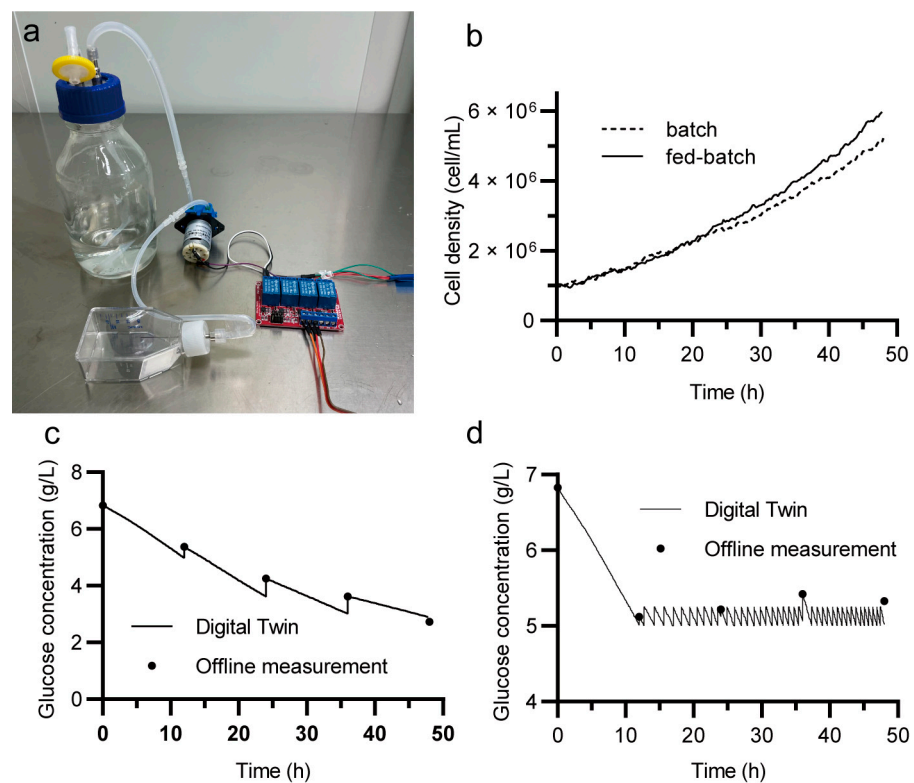 a
b
6 × 10⁶
4 × 10⁶
2 × 10⁶
0
Cell density (cell/mL)
batch
fed-batch
0 10 20 30 40 50
Time (h)
c
8
6
4
2
0
Glucose concentration (g/L)
Digital Twin
Offline measurement
0 10 20 30 40 50
Time (h)
d
7
6
5
4
Glucose concentration (g/L)
Digital Twin
Offline measurement
0 10 20 30 40 50
Time (h)